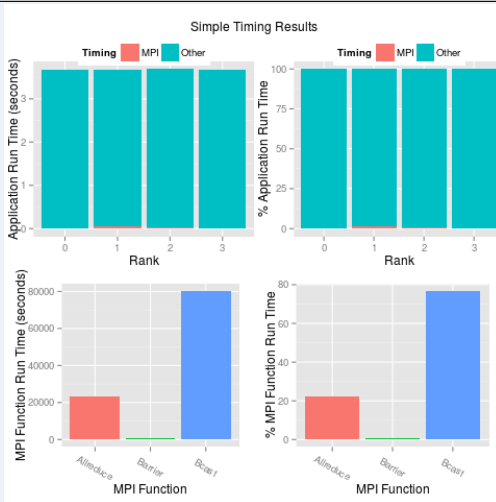 Simple Timing Results
Timing MPI Other
Application Run Time (seconds)
3
2
1
0
0 1 2 3
Rank
Timing MPI Other
% Application Run Time
100
75
50
25
0
0 1 2 3
Rank
MPI Function Run Time (seconds)
80000
60000
40000
20000
0
Allreduce Barrier Bcast
MPI Function
% MPI Function Run Time
80
60
40
20
0
Allreduce Barrier Bcast
MPI Function